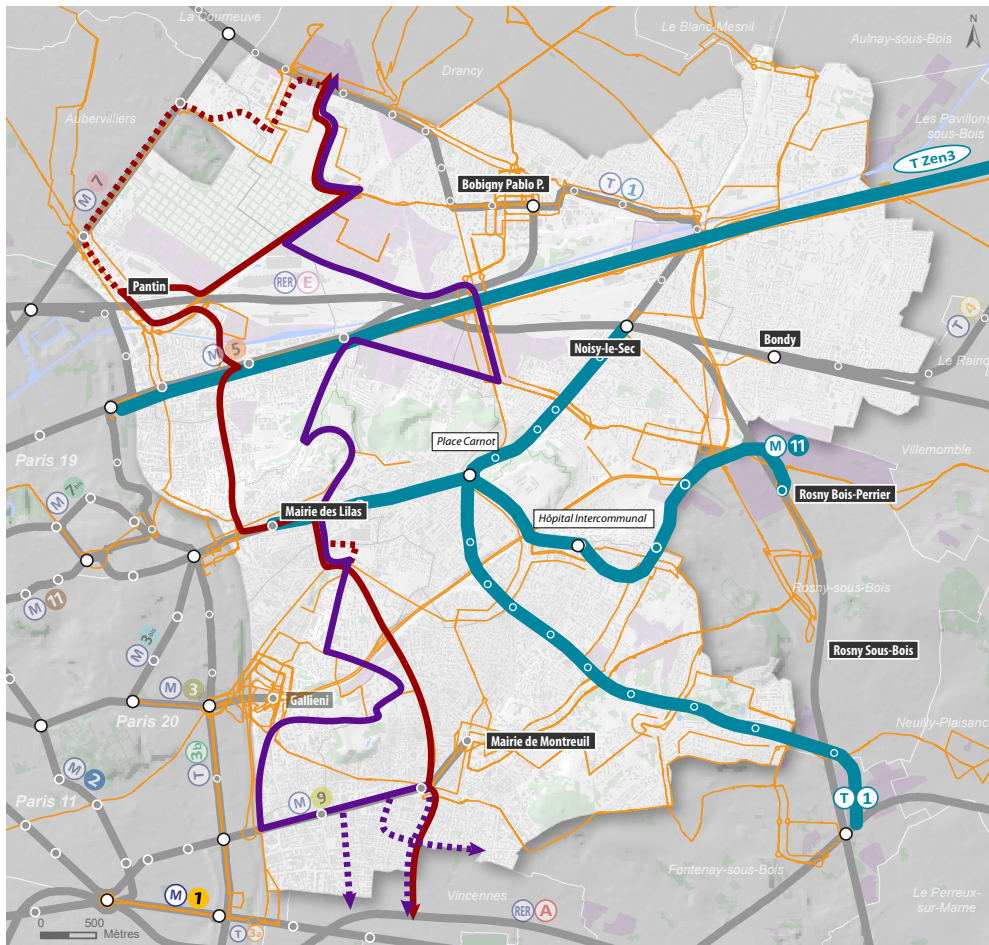 La Courneuve
Le Blanc-Mesnil
N
Aulnay-sous-Bois
Drancy
Aubervilliers
Les Pavillons
sous-Bois
T Zen3
M 7
Bobigny Pablo P.
T 1
RER E
Pantin
T 4
M 5
Noisy-le-Sec
Bondy
Le Rainc
Place Carnot
Paris 19
M 11
Villemomble
M 7bis
Rosny Bois-Perrier
Mairie des Lilas
Hôpital Intercommunal
M 11
Rosny-sous-Bois
M 3bis
Rosny Sous-Bois
M 3
Gallieni
Paris 20
Neuilly-Plaisance
Mairie de Montreuil
T 3b
M 2
Paris 11
M 9
T 1
Fontenay-sous-Bois
M 1
Vincennes
Le Perreux-
sur-Marne
RER A
0 500
Mètres
T 3a